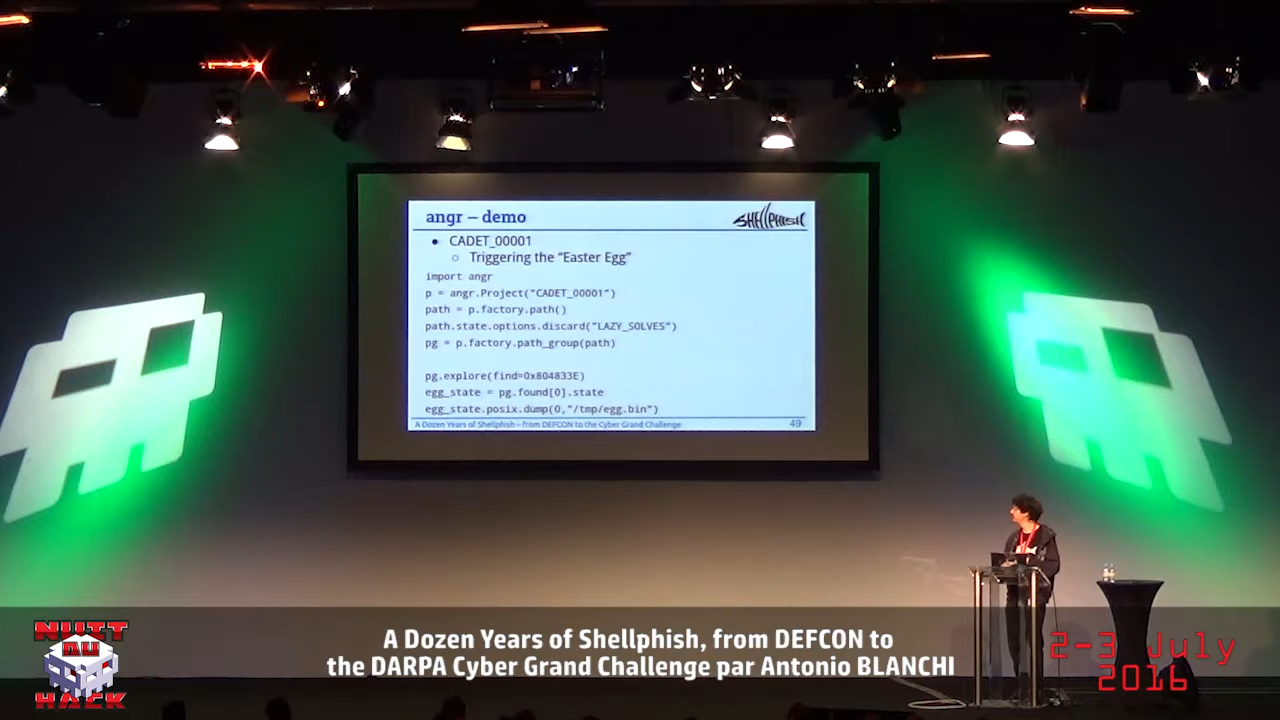 angr – demo
SHELLPHISH
● CADET_00001
○ Triggering the "Easter Egg"
import angr
p = angr.Project("CADET_00001")
path = p.factory.path()
path.state.options.discard("LAZY_SOLVES")
pg = p.factory.path_group(path)
pg.explore(find=0x804833E)
egg_state = pg.found[0].state
egg_state.posix.dump(0,"/tmp/egg.bin")
A Dozen Years of Shellphish – from DEFCON to the Cyber Grand Challenge
49
NUIT
DU
HACK
A Dozen Years of Shellphish, from DEFCON to
the DARPA Cyber Grand Challenge par Antonio BLANCHI
2-3 July
2016